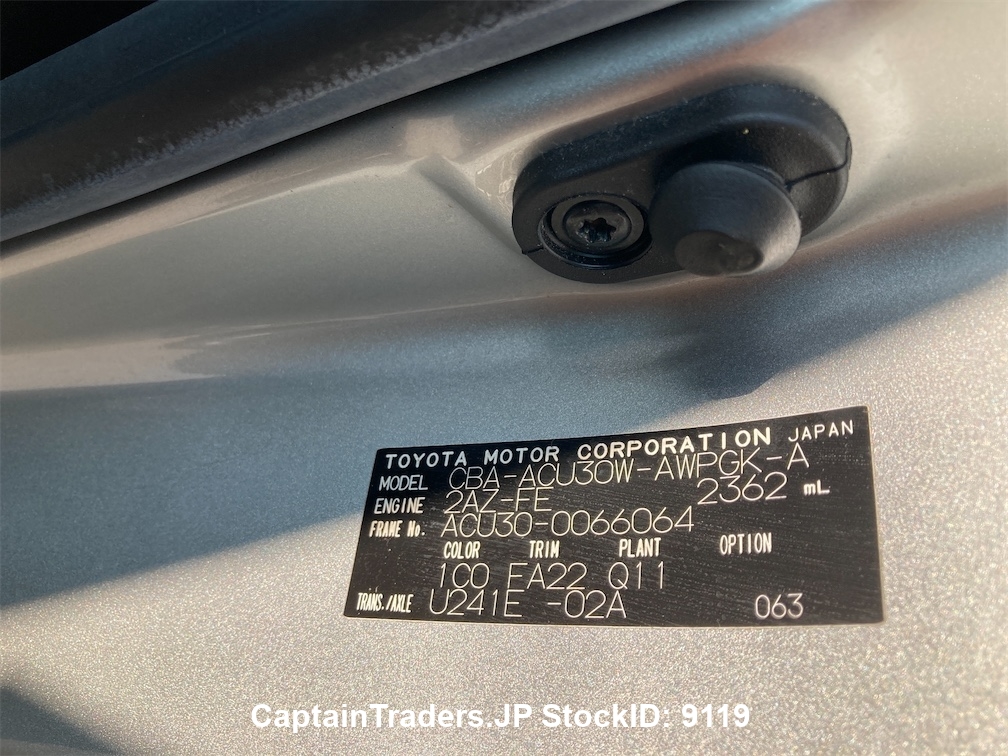 TOYOTA MOTOR CORPORATION JAPAN
MODEL CBA-ACU30W-AWPGK-A
ENGINE 2AZ-FE 2362 mL
FRAME No. ACU30-0066064
COLOR TRIM PLANT OPTION
1C0 FA22 Q11
TRANS./AXLE U241E -02A 063
CaptainTraders.JP StockID: 9119